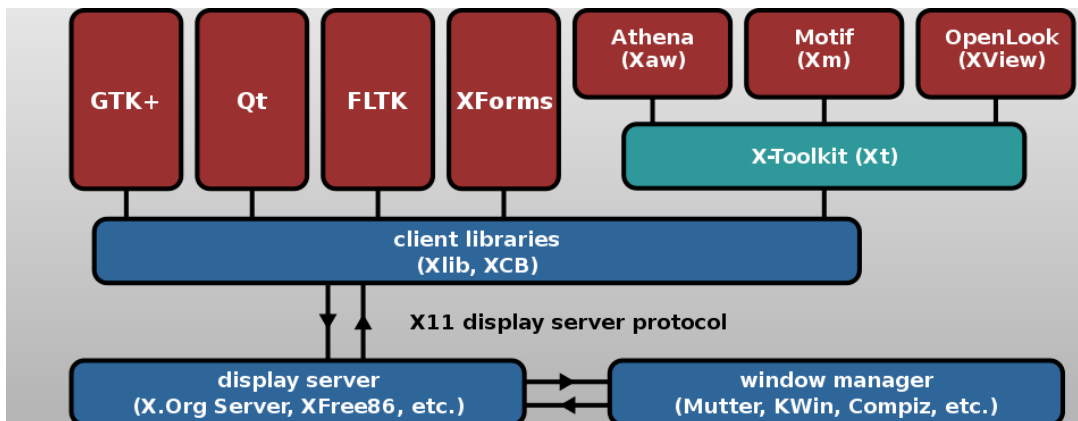 GTK+
Qt
FLTK
XForms
Athena
(Xaw)
Motif
(Xm)
OpenLook
(XView)
X-Toolkit (Xt)
client libraries
(Xlib, XCB)
X11 display server protocol
display server
(X.Org Server, XFree86, etc.)
window manager
(Mutter, KWin, Compiz, etc.)